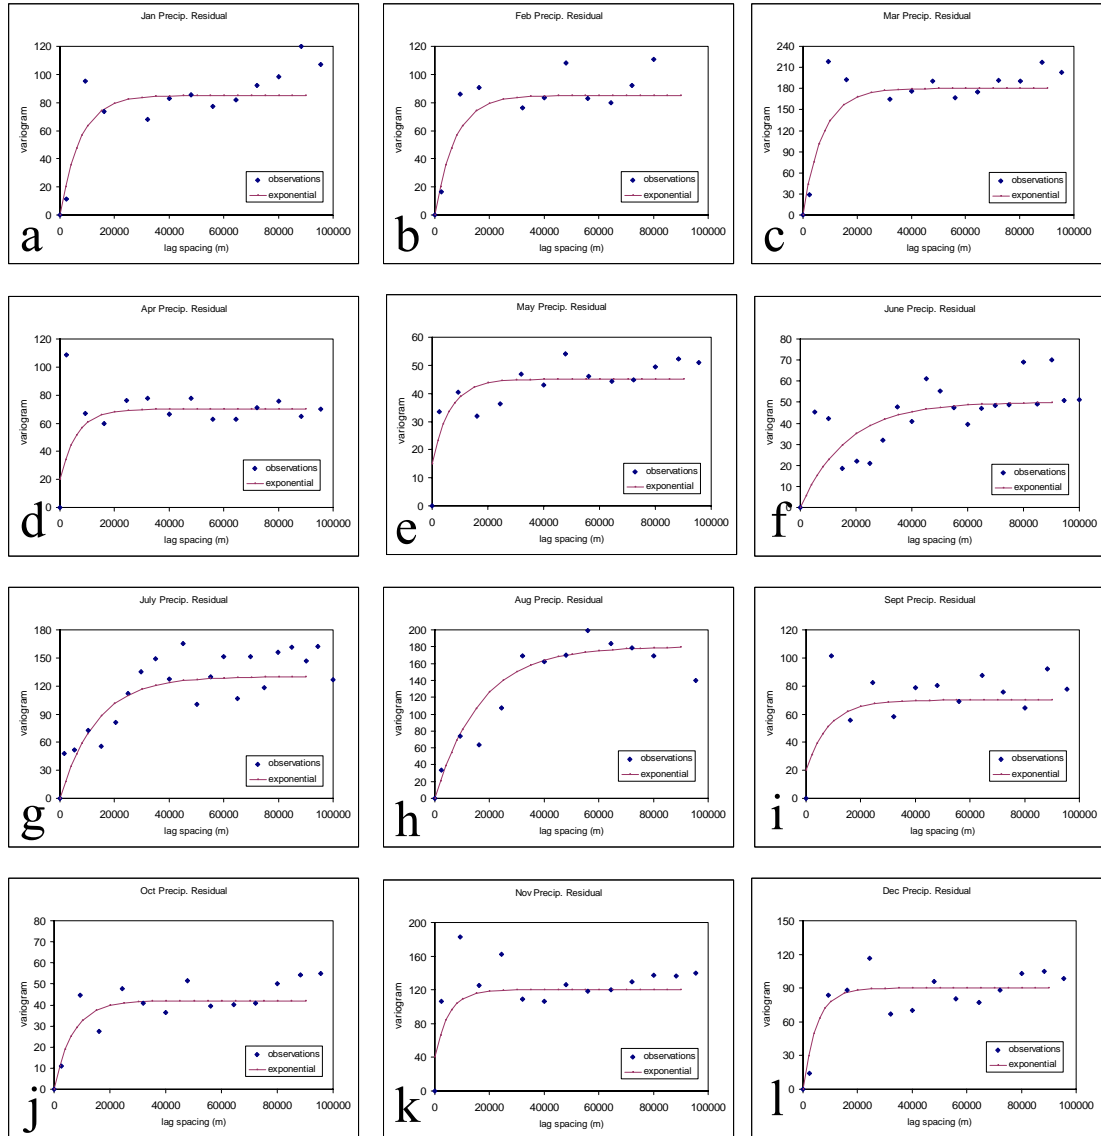 Jan Precip. Residual
120
100
80
60
40
20
0
variogram
observations
exponential
0 20000 40000 60000 80000 100000
lag spacing (m)
a
Feb Precip. Residual
120
100
80
60
40
20
0
variogram
observations
exponential
0 20000 40000 60000 80000 100000
lag spacing (m)
b
Mar Precip. Residual
240
210
180
150
120
90
60
30
0
variogram
observations
exponential
0 20000 40000 60000 80000 100000
lag spacing (m)
c
Apr Precip. Residual
120
100
80
60
40
20
0
variogram
observations
exponential
0 20000 40000 60000 80000 100000
lag spacing (m)
d
May Precip. Residual
60
50
40
30
20
10
0
variogram
observations
exponential
0 20000 40000 60000 80000 100000
lag spacing (m)
e
June Precip. Residual
80
70
60
50
40
30
20
10
0
variogram
observations
exponential
0 20000 40000 60000 80000 100000
lag spacing (m)
f
July Precip. Residual
180
150
120
90
60
30
0
variogram
observations
exponential
0 20000 40000 60000 80000 100000
lag spacing (m)
g
Aug Precip. Residual
200
180
160
140
120
100
80
60
40
20
0
variogram
observations
exponential
0 20000 40000 60000 80000 100000
lag spacing (m)
h
Sept Precip. Residual
120
100
80
60
40
20
0
variogram
observations
exponential
0 20000 40000 60000 80000 100000
lag spacing (m)
i
Oct Precip. Residual
80
70
60
50
40
30
20
10
0
variogram
observations
exponential
0 20000 40000 60000 80000 100000
lag spacing (m)
j
Nov Precip. Residual
200
160
120
80
40
0
variogram
observations
exponential
0 20000 40000 60000 80000 100000
lag spacing (m)
k
Dec Precip. Residual
150
120
90
60
30
0
variogram
observations
exponential
0 20000 40000 60000 80000 100000
lag spacing (m)
l